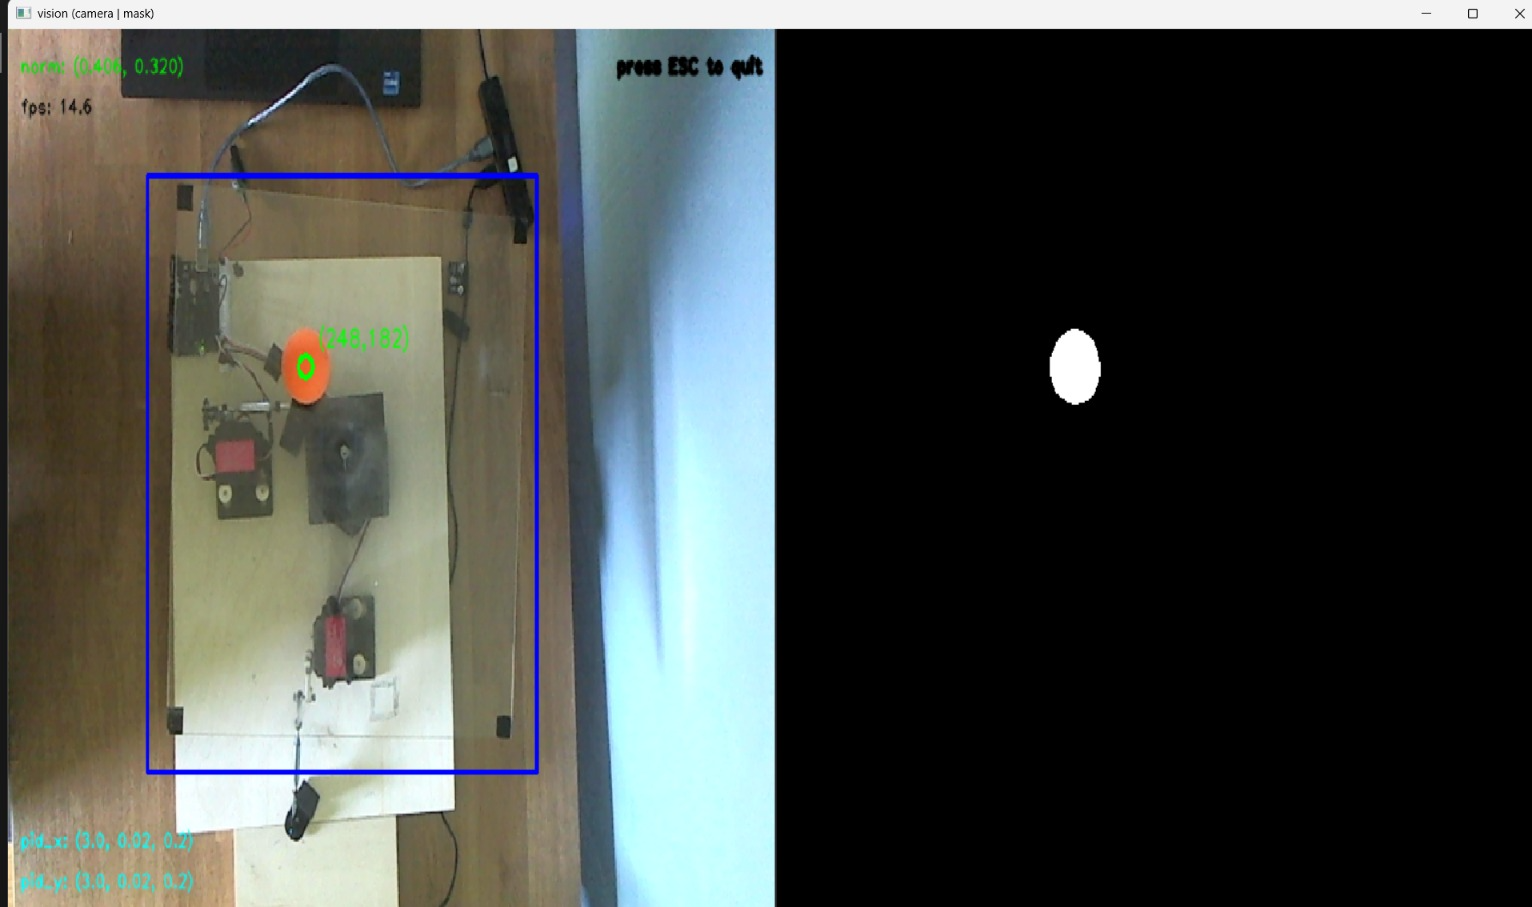 vision (camera | mask)
norm: (0.406, 0.320)
press ESC to quit
fps: 14.6
(248,182)
pid_x: (3.0, 0.02, 0.2)
pid_y: (3.0, 0.02, 0.2)